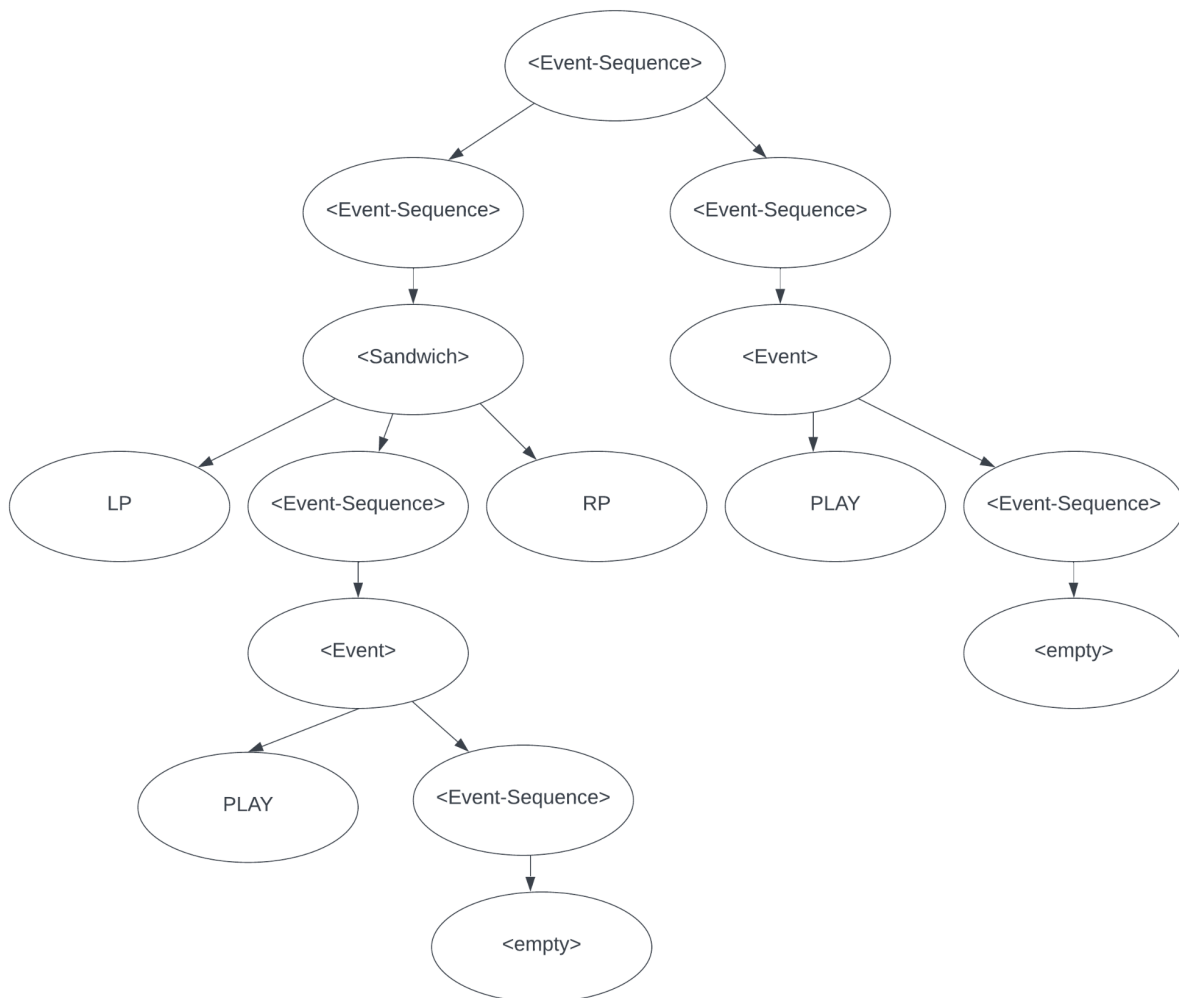 <Event-Sequence>
<Event-Sequence>
<Event-Sequence>
<Sandwich>
<Event>
LP
<Event-Sequence>
RP
PLAY
<Event-Sequence>
<Event>
<empty>
PLAY
<Event-Sequence>
<empty>